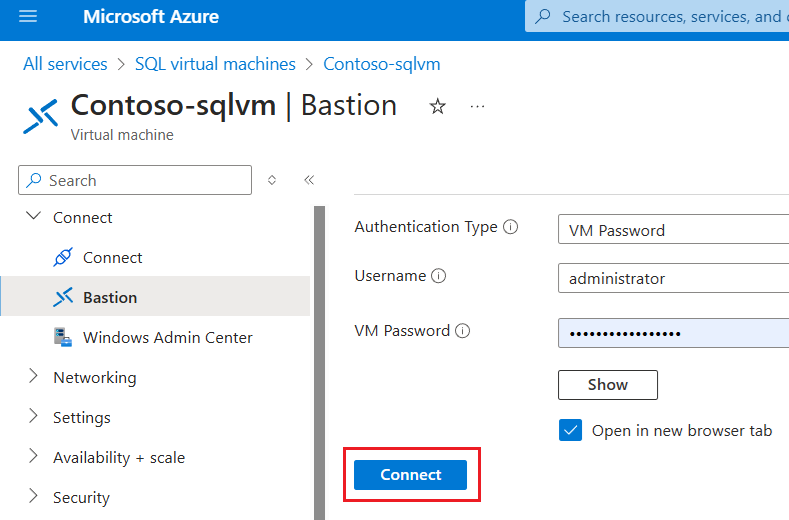 Microsoft Azure
Search resources, services, and
All services > SQL virtual machines > Contoso-sqlvm
Contoso-sqlvm | Bastion
Virtual machine
Search
Connect
Connect
Bastion
Windows Admin Center
Networking
Settings
Availability + scale
Security
Authentication Type
VM Password
Username
administrator
VM Password
•••••••••••••••••
Show
Open in new browser tab
Connect